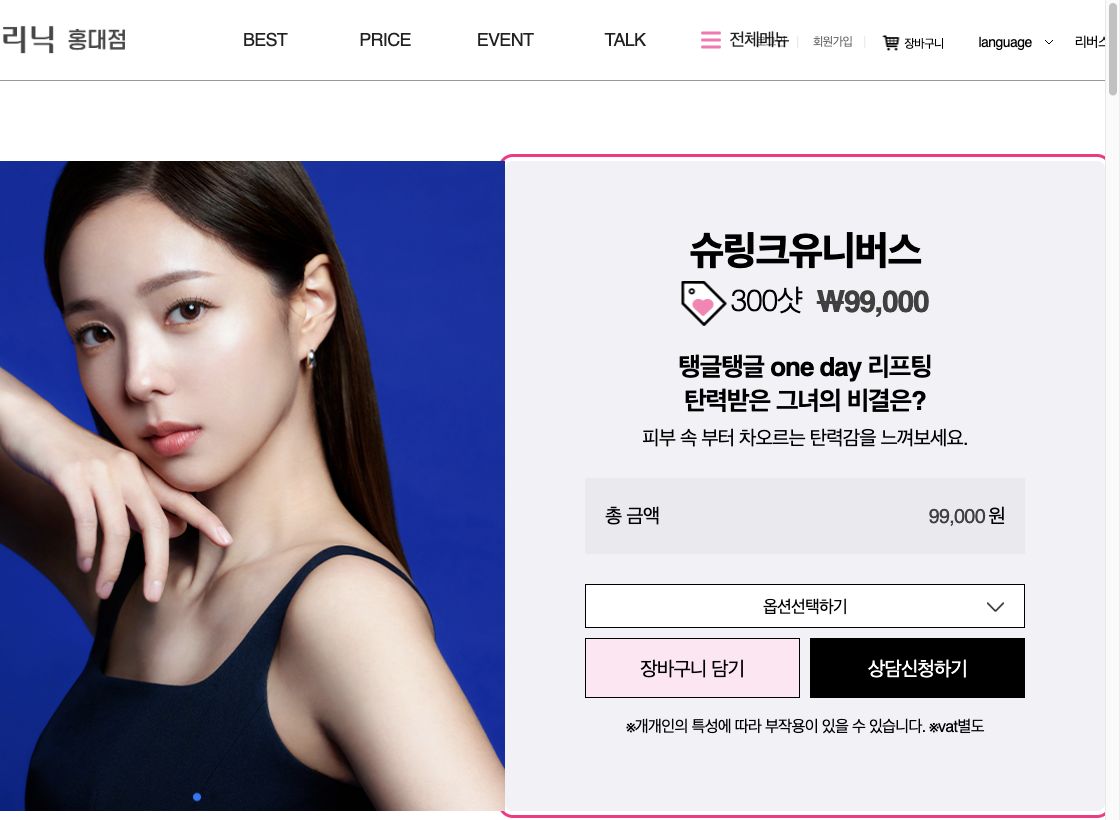 리닉 홍대점
BEST
PRICE
EVENT
TALK
전체메뉴
회원가입
장바구니
language
리버스
슈링크유니버스
300샷 ₩99,000
탱글탱글 one day 리프팅
탄력받은 그녀의 비결은?
피부 속 부터 차오르는 탄력감을 느껴보세요.
총 금액 99,000 원
옵션선택하기
장바구니 담기
상담신청하기
※개개인의 특성에 따라 부작용이 있을 수 있습니다. ※vat별도